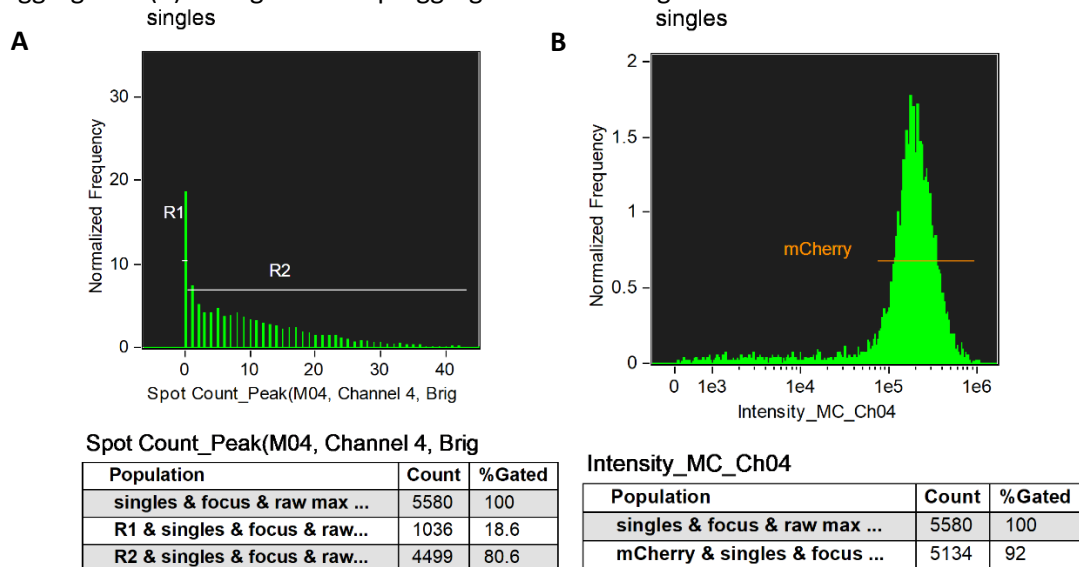 singles
singles
A
B
Normalized Frequency
30
20
10
0
R1
R2
0 10 20 30 40
Spot Count_Peak(M04, Channel 4, Brig
Normalized Frequency
2
1.5
1
0.5
0
mCherry
0 1e3 1e4 1e5 1e6
Intensity_MC_Ch04
Spot Count_Peak(M04, Channel 4, Brig
Population Count %Gated
singles & focus & raw max ... 5580 100
R1 & singles & focus & raw... 1036 18.6
R2 & singles & focus & raw... 4499 80.6
Intensity_MC_Ch04
Population Count %Gated
singles & focus & raw max ... 5580 100
mCherry & singles & focus ... 5134 92